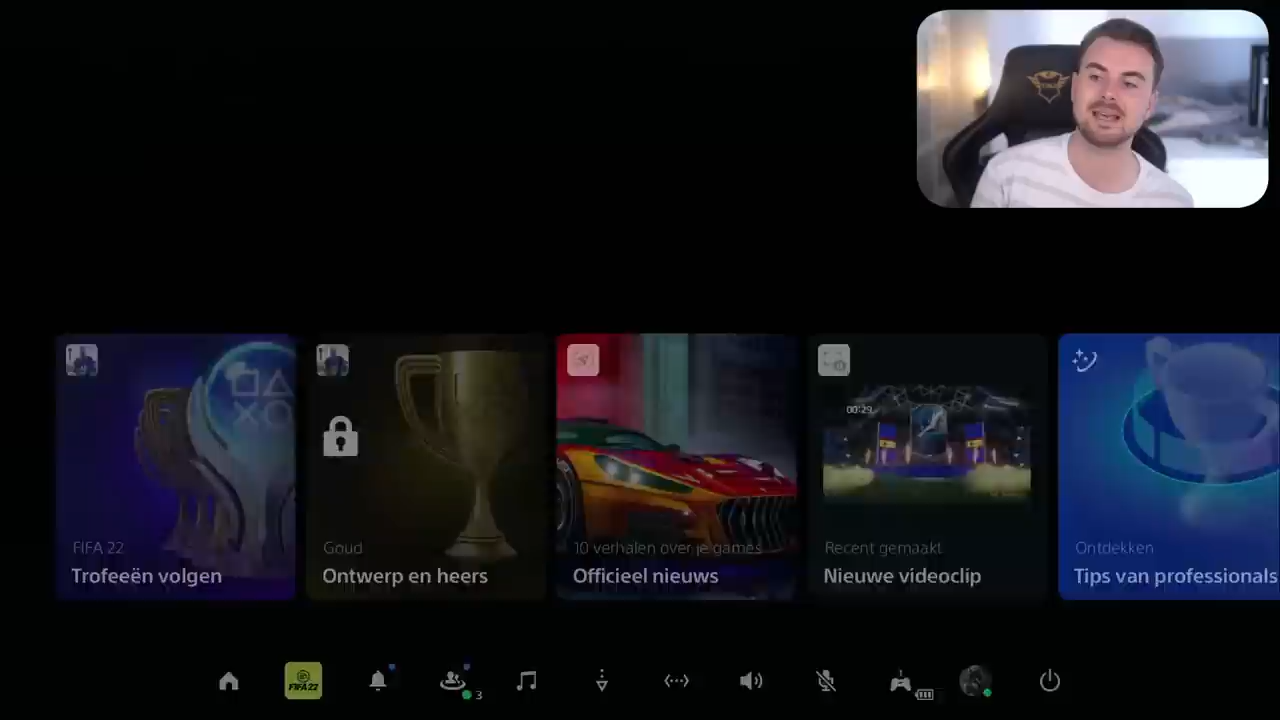 FIFA 22
Trofeeën volgen
Goud
Ontwerp en heers
10 verhalen over je games
Officieel nieuws
00:29
Recent gemaakt
Nieuwe videoclip
Ontdekken
Tips van professionals
FIFA 22
3